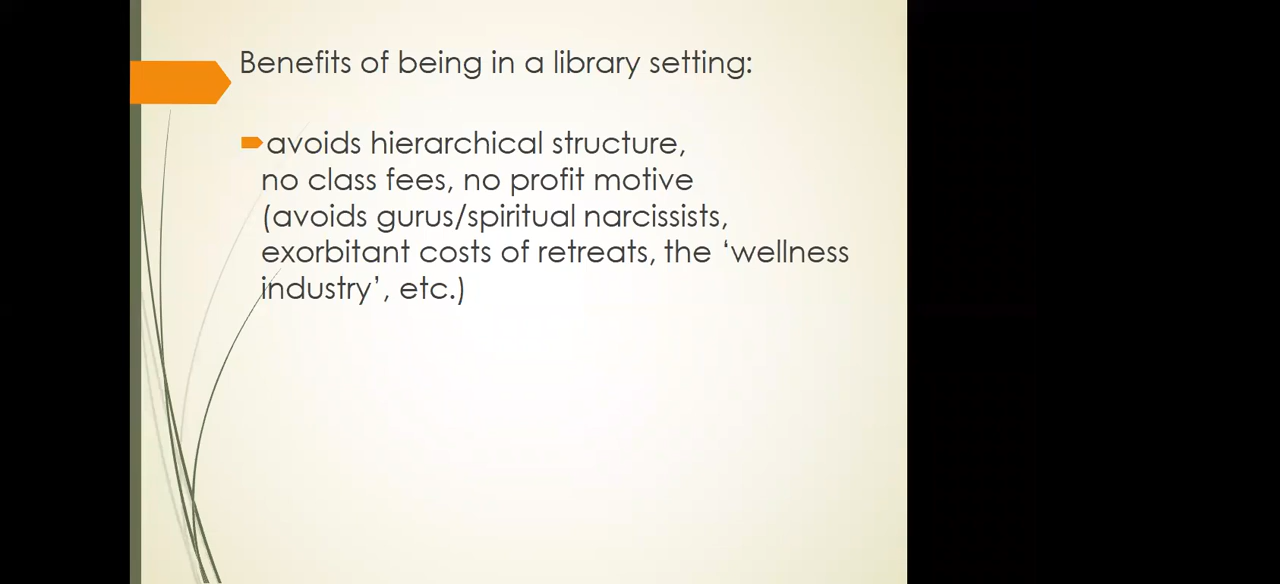 Benefits of being in a library setting:
avoids hierarchical structure,
no class fees, no profit motive
(avoids gurus/spiritual narcissists,
exorbitant costs of retreats, the ‘wellness
industry’, etc.)